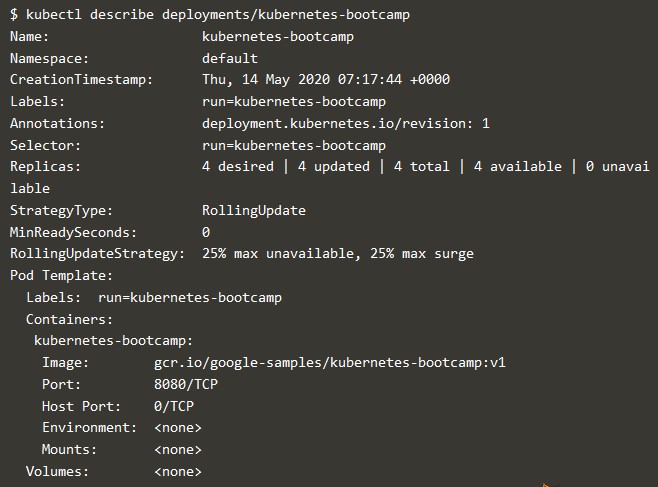 $ kubectl describe deployments/kubernetes-bootcamp
Name:                   kubernetes-bootcamp
Namespace:              default
CreationTimestamp:      Thu, 14 May 2020 07:17:44 +0000
Labels:                 run=kubernetes-bootcamp
Annotations:            deployment.kubernetes.io/revision: 1
Selector:               run=kubernetes-bootcamp
Replicas:               4 desired | 4 updated | 4 total | 4 available | 0 unavai
lable
StrategyType:           RollingUpdate
MinReadySeconds:        0
RollingUpdateStrategy:  25% max unavailable, 25% max surge
Pod Template:
  Labels:  run=kubernetes-bootcamp
  Containers:
   kubernetes-bootcamp:
    Image:        gcr.io/google-samples/kubernetes-bootcamp:v1
    Port:         8080/TCP
    Host Port:    0/TCP
    Environment:  <none>
    Mounts:       <none>
  Volumes:        <none>